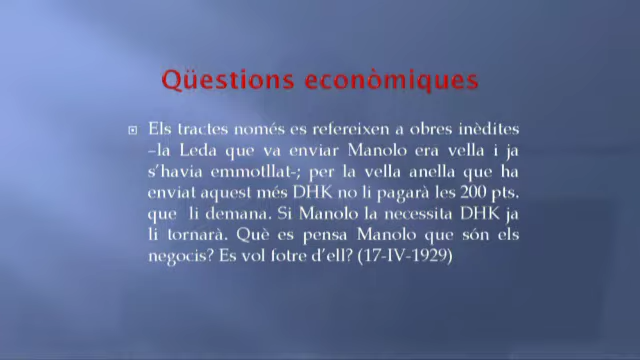 Qüestions econòmiques
Els tractes només es refereixen a obres inèdites
–la Leda que va enviar Manolo era vella i ja
s'havia emmotllat-; per la vella anella que ha
enviat aquest més DHK no li pagarà les 200 pts.
que li demana. Si Manolo la necessita DHK ja
li tornarà. Què es pensa Manolo que són els
negocis? Es vol fotre d'ell? (17-IV-1929)